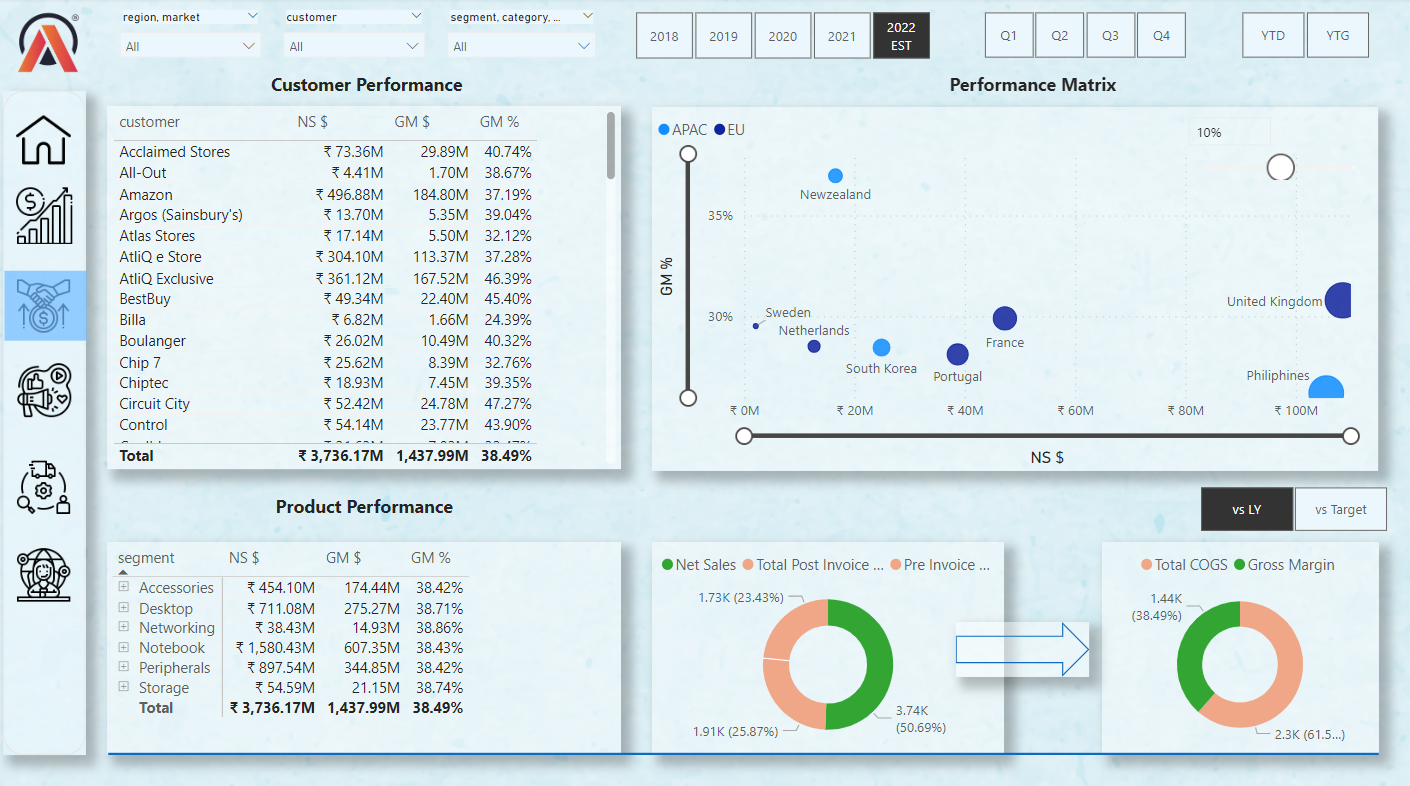 ®
region, market
customer
segment, category, ...
All
All
All
2018
2019
2020
2021
2022
EST
Q1
Q2
Q3
Q4
YTD
YTG
Customer Performance
customer NS $ GM $ GM %
Acclaimed Stores ₹ 73.36M 29.89M 40.74%
All-Out ₹ 4.41M 1.70M 38.67%
Amazon ₹ 496.88M 184.80M 37.19%
Argos (Sainsbury's) ₹ 13.70M 5.35M 39.04%
Atlas Stores ₹ 17.14M 5.50M 32.12%
AtliQ e Store ₹ 304.10M 113.37M 37.28%
AtliQ Exclusive ₹ 361.12M 167.52M 46.39%
BestBuy ₹ 49.34M 22.40M 45.40%
Billa ₹ 6.82M 1.66M 24.39%
Boulanger ₹ 26.02M 10.49M 40.32%
Chip 7 ₹ 25.62M 8.39M 32.76%
Chiptec ₹ 18.93M 7.45M 39.35%
Circuit City ₹ 52.42M 24.78M 47.27%
Control ₹ 54.14M 23.77M 43.90%
Total ₹ 3,736.17M 1,437.99M 38.49%
Performance Matrix
APAC EU
10%
GM %
35%
30%
Newzealand
Sweden
Netherlands
South Korea
Portugal
France
United Kingdom
Philiphines
₹ 0M ₹ 20M ₹ 40M ₹ 60M ₹ 80M ₹ 100M
NS $
Product Performance
segment NS $ GM $ GM %
Accessories ₹ 454.10M 174.44M 38.42%
Desktop ₹ 711.08M 275.27M 38.71%
Networking ₹ 38.43M 14.93M 38.86%
Notebook ₹ 1,580.43M 607.35M 38.43%
Peripherals ₹ 897.54M 344.85M 38.42%
Storage ₹ 54.59M 21.15M 38.74%
Total ₹ 3,736.17M 1,437.99M 38.49%
vs LY
vs Target
Net Sales Total Post Invoice ... Pre Invoice ...
1.73K (23.43%)
1.91K (25.87%)
3.74K
(50.69%)
Total COGS Gross Margin
1.44K
(38.49%)
2.3K (61.5...)